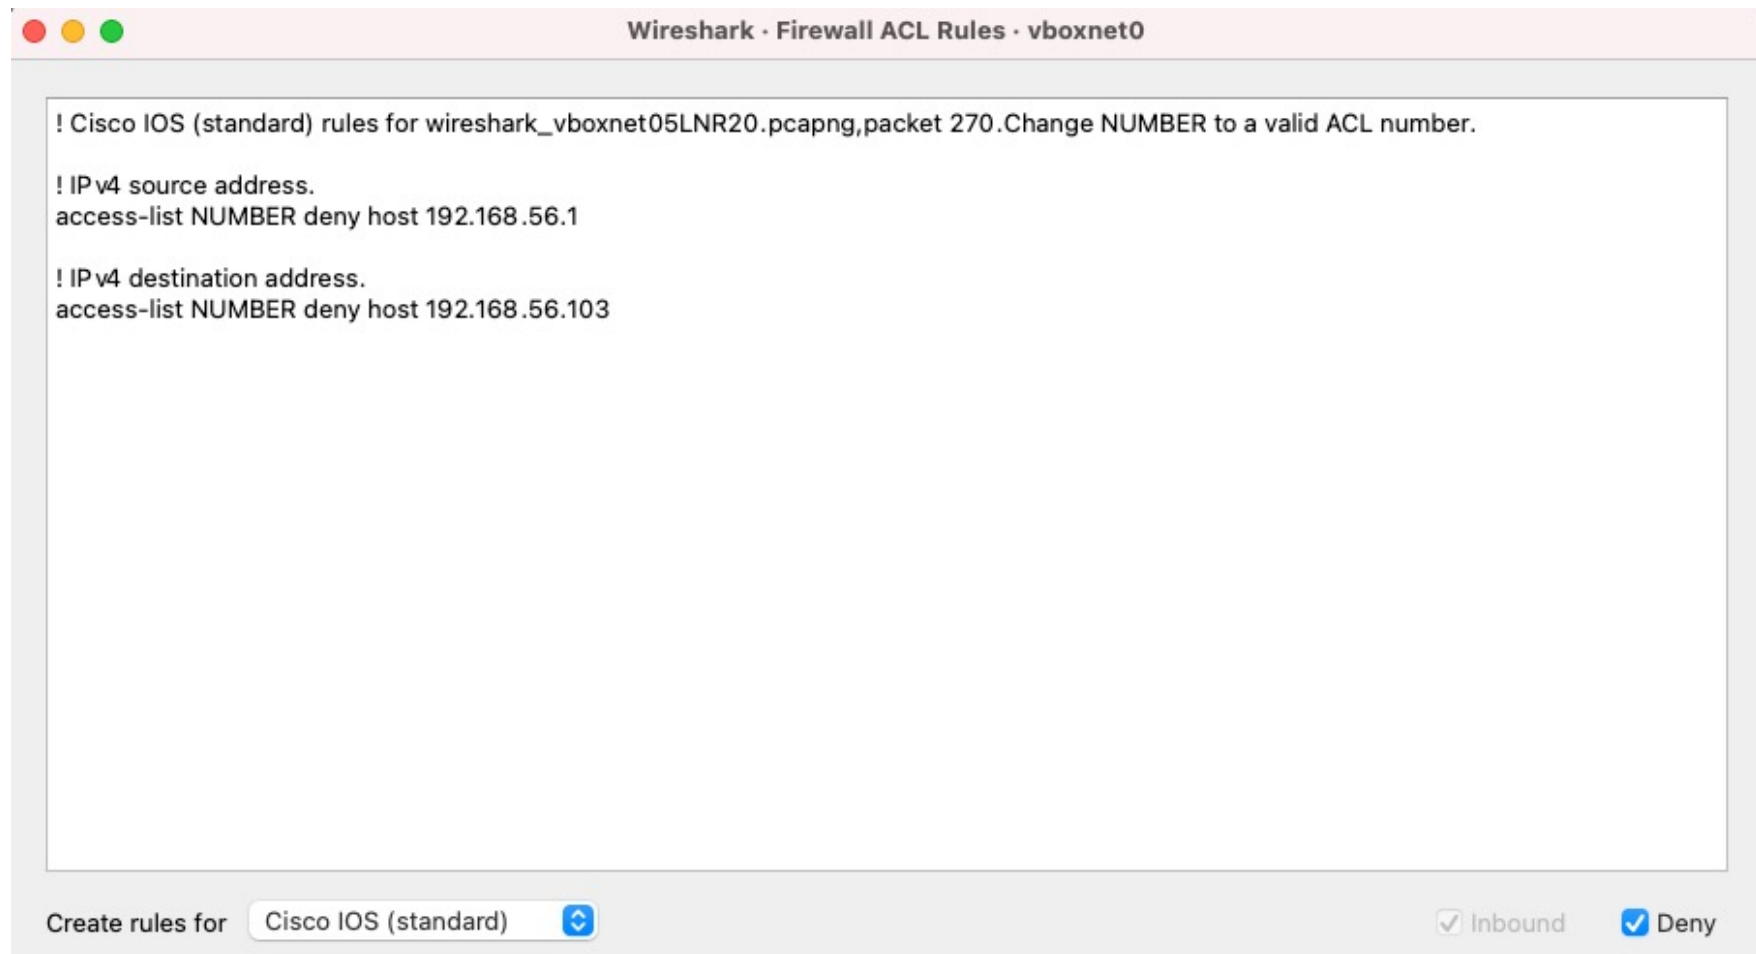 Wireshark · Firewall ACL Rules · vboxnet0
! Cisco IOS (standard) rules for wireshark_vboxnet05LNR20.pcapng,packet 270.Change NUMBER to a valid ACL number.
! IPv4 source address.
access-list NUMBER deny host 192.168.56.1
! IPv4 destination address.
access-list NUMBER deny host 192.168.56.103
Create rules for Cisco IOS (standard) Inbound Deny